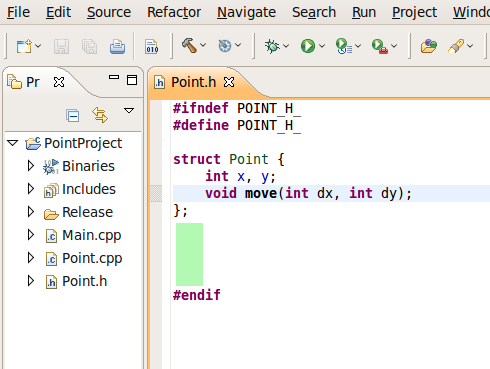 File Edit Source Refactor Navigate Search Run Project
010
Pr
Point.h
#ifndef POINT_H_
#define POINT_H_
struct Point {
int x, y;
void move(int dx, int dy);
};
#endif
PointProject
Binaries
Includes
Release
Main.cpp
Point.cpp
Point.h